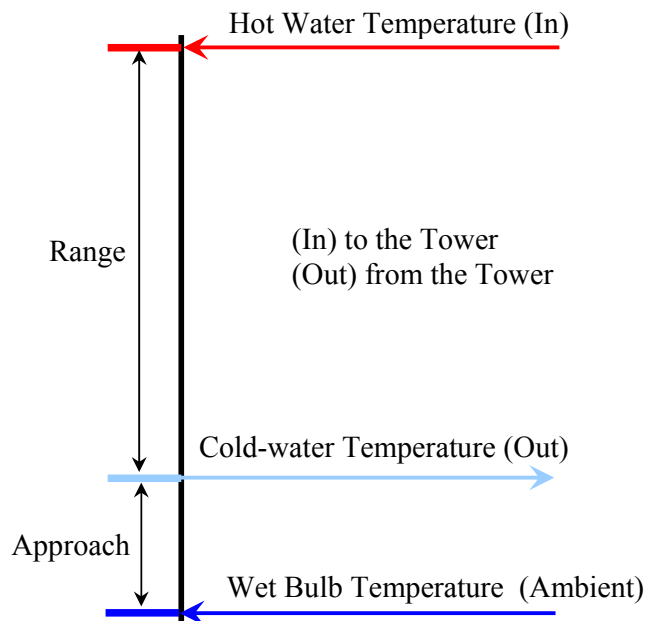 Hot Water Temperature (In)
Range
(In) to the Tower
(Out) from the Tower
Cold-water Temperature (Out)
Approach
Wet Bulb Temperature (Ambient)